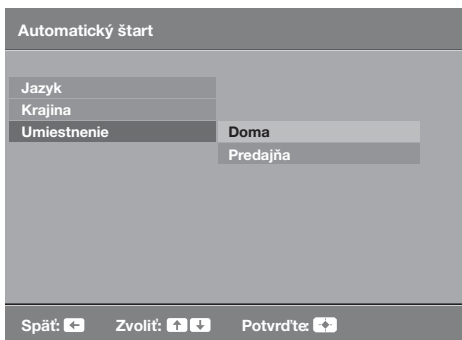 Automatický štart
Jazyk
Krajina
Umiestnenie Doma
Predajňa
Späť: Zvoliť: Potvrďte: